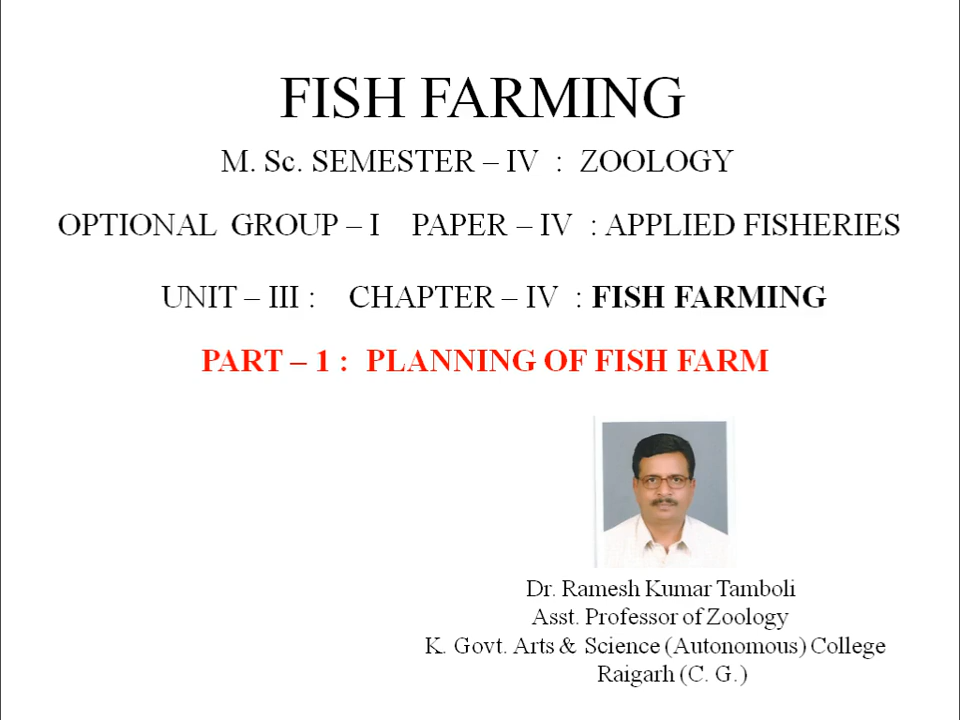 FISH FARMING
M. Sc. SEMESTER – IV : ZOOLOGY
OPTIONAL GROUP – I PAPER – IV : APPLIED FISHERIES
UNIT – III : CHAPTER – IV : FISH FARMING
PART – 1 : PLANNING OF FISH FARM
Dr. Ramesh Kumar Tamboli
Asst. Professor of Zoology
K. Govt. Arts & Science (Autonomous) College
Raigarh (C. G.)